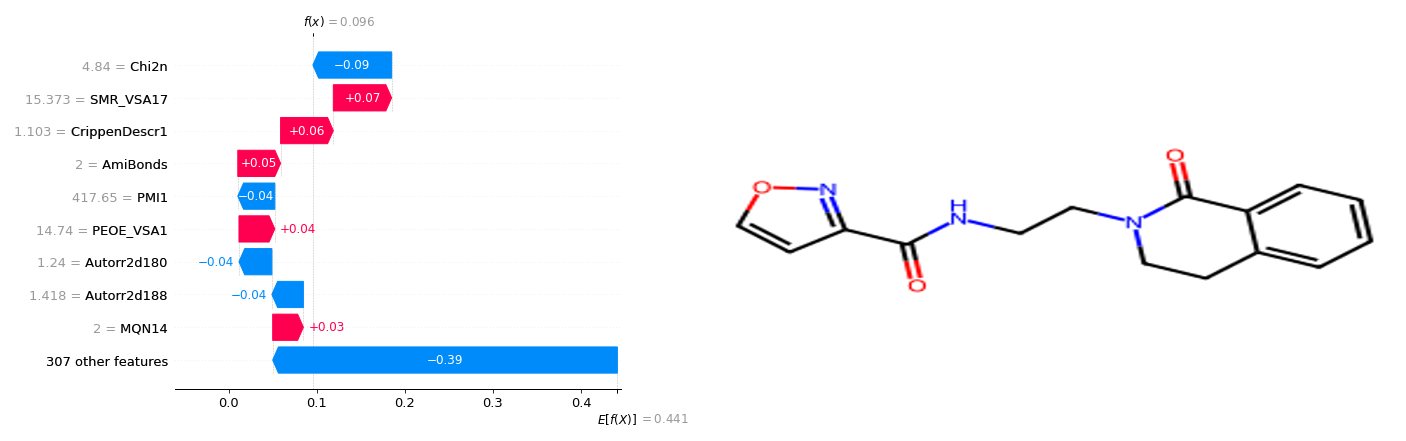 f(x) = 0.096
4.84 = Chi2n
−0.09
15.373 = SMR_VSA17
+0.07
1.103 = CrippenDescr1
+0.06
2 = AmiBonds
+0.05
417.65 = PMI1
−0.04
14.74 = PEOE_VSA1
+0.04
1.24 = Autorr2d180
−0.04
1.418 = Autorr2d188
−0.04
2 = MQN14
+0.03
307 other features
−0.39
0.0 0.1 0.2 0.3 0.4
E[f(X)] = 0.441
O
O N
H
N
N
O